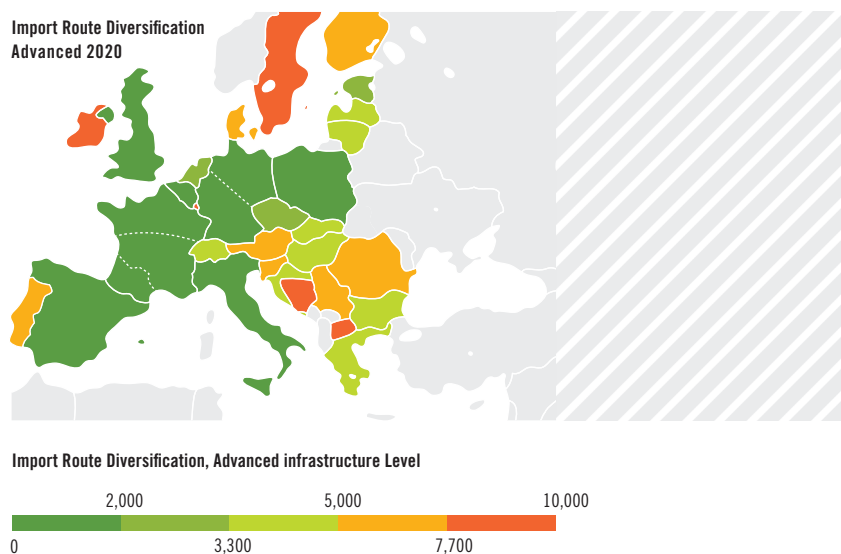 Import Route Diversification
Advanced 2020
Import Route Diversification, Advanced infrastructure Level
2,000 5,000 10,000
0 3,300 7,700